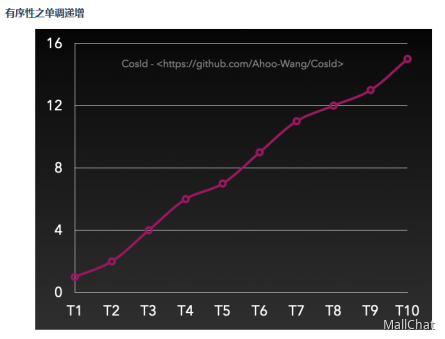 有序性之单调递增
16
CosId - <https://github.com/Ahoo-Wang/CosId>
12
8
4
0
T1 T2 T3 T4 T5 T6 T7 T8 T9 T10
MallChat